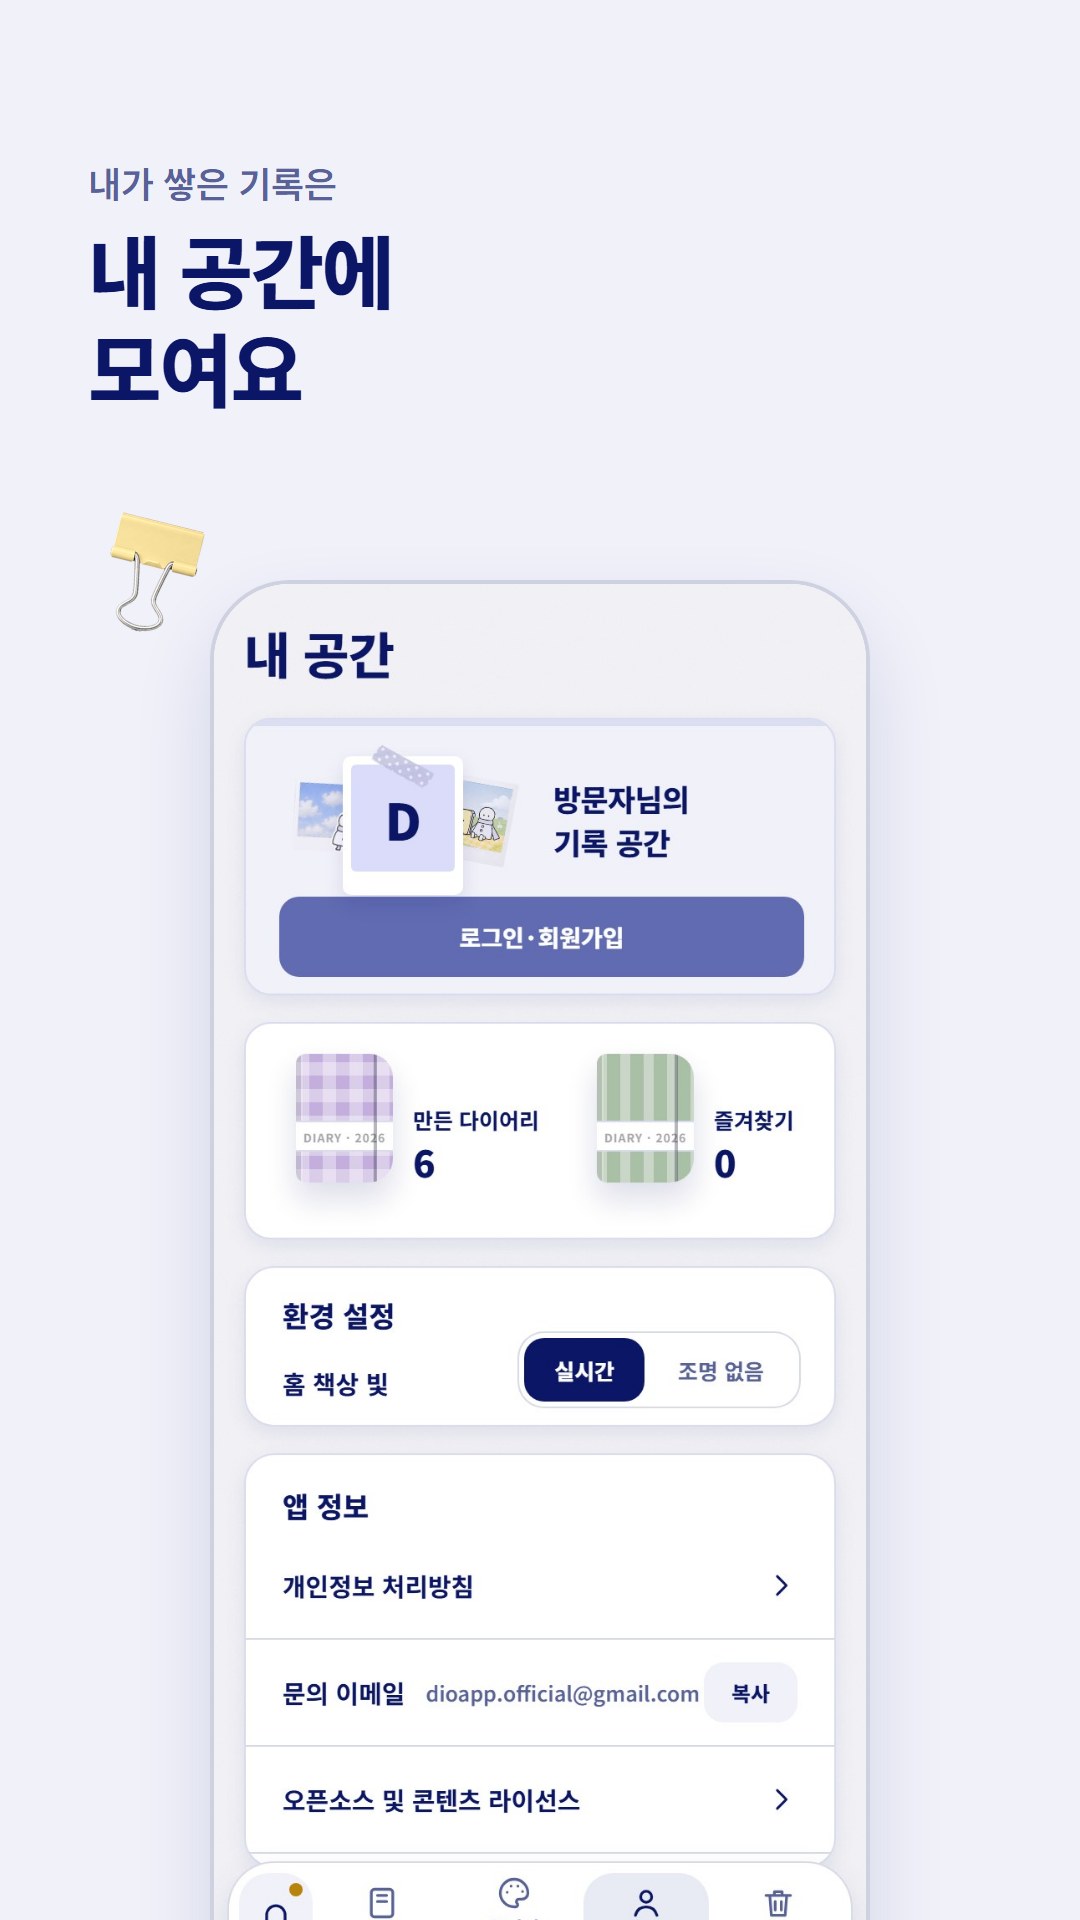 내가 쌓은 기록은
내 공간에
모여요
내 공간
D
방문자님의
기록 공간
로그인·회원가입
DIARY · 2026
만든 다이어리
6
DIARY · 2026
즐겨찾기
0
환경 설정
홈 책상 빛
실시간
조명 없음
앱 정보
개인정보 처리방침
문의 이메일
dioapp.official@gmail.com
복사
오픈소스 및 콘텐츠 라이선스